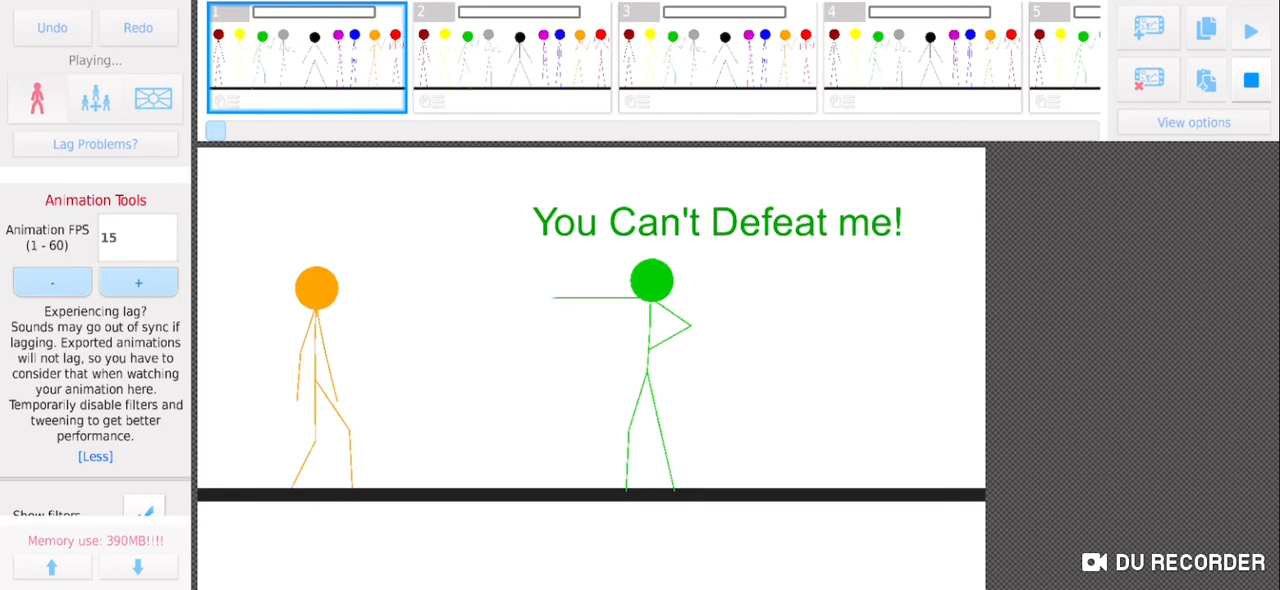 Undo
Redo
Playing...
Lag Problems?
Animation Tools
Animation FPS
(1 - 60)
15
-
+
Experiencing lag?
Sounds may go out of sync if
lagging. Exported animations
will not lag, so you have to
consider that when watching
your animation here.
Temporarily disable filters and
tweening to get better
performance.
[Less]
Show filters
Memory use: 390MB!!!!
1
2
3
4
5
View options
You Can't Defeat me!
DU RECORDER